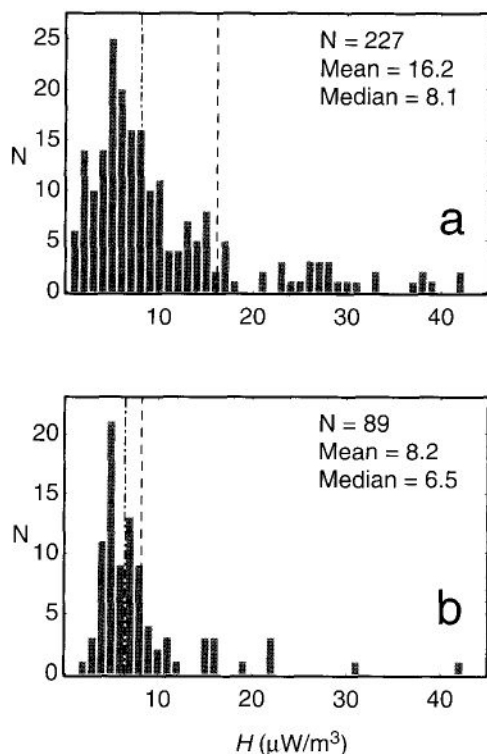 25
20
15
10
5
0
N
N = 227
Mean = 16.2
Median = 8.1
a
10 20 30 40
20
15
10
5
0
N
N = 89
Mean = 8.2
Median = 6.5
b
10 20 30 40
H (μW/m³)